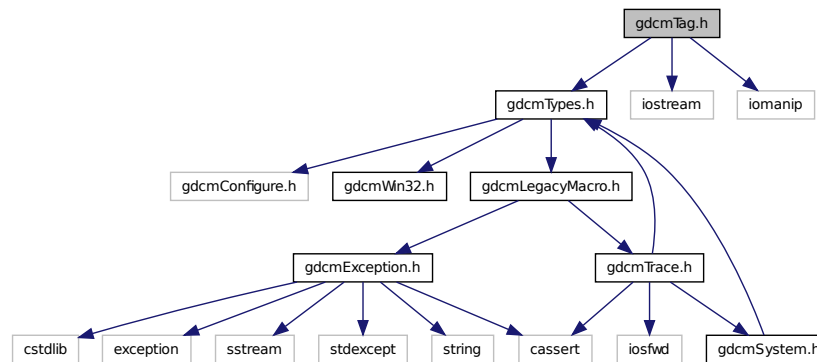 gdcmTag.h
gdcmTypes.h
iostream
iomanip
gdcmConfigure.h
gdcmWin32.h
gdcmLegacyMacro.h
gdcmException.h
gdcmTrace.h
cstdlib
exception
sstream
stdexcept
string
cassert
iosfwd
gdcmSystem.h